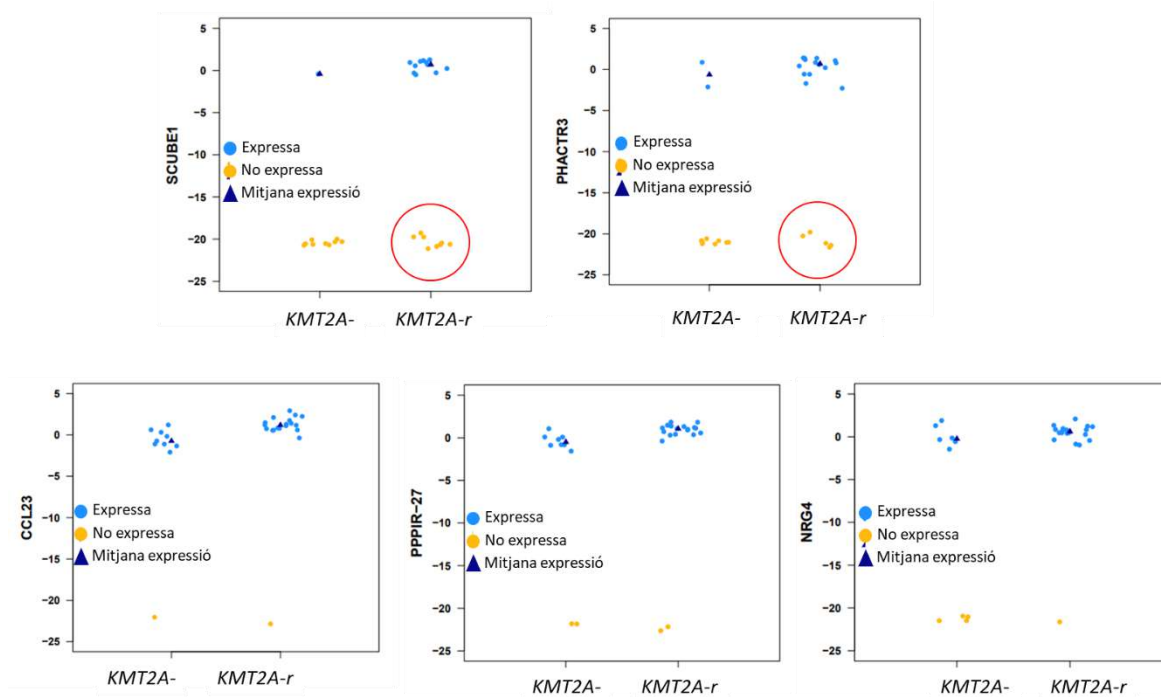 5
0
−5
−10
−15
−20
−25
SCUBE1
Expressa
No expressa
Mitjana expressió
KMT2A-
KMT2A-r
5
0
−5
−10
−15
−20
−25
PHACTR3
Expressa
No expressa
Mitjana expressió
KMT2A-
KMT2A-r
5
0
−5
−10
−15
−20
−25
CCL23
Expressa
No expressa
Mitjana expressió
KMT2A-
KMT2A-r
5
0
−5
−10
−15
−20
−25
PPPIR−27
Expressa
No expressa
Mitjana expressió
KMT2A-
KMT2A-r
5
0
−5
−10
−15
−20
−25
NRG4
Expressa
No expressa
Mitjana expressió
KMT2A-
KMT2A-r